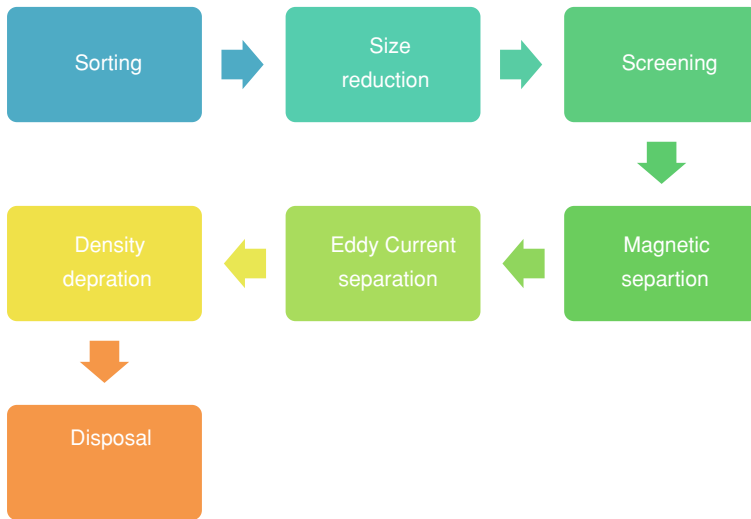 Sorting
Size
reduction
Screening
Magnetic
separtion
Eddy Current
separation
Density
depration
Disposal